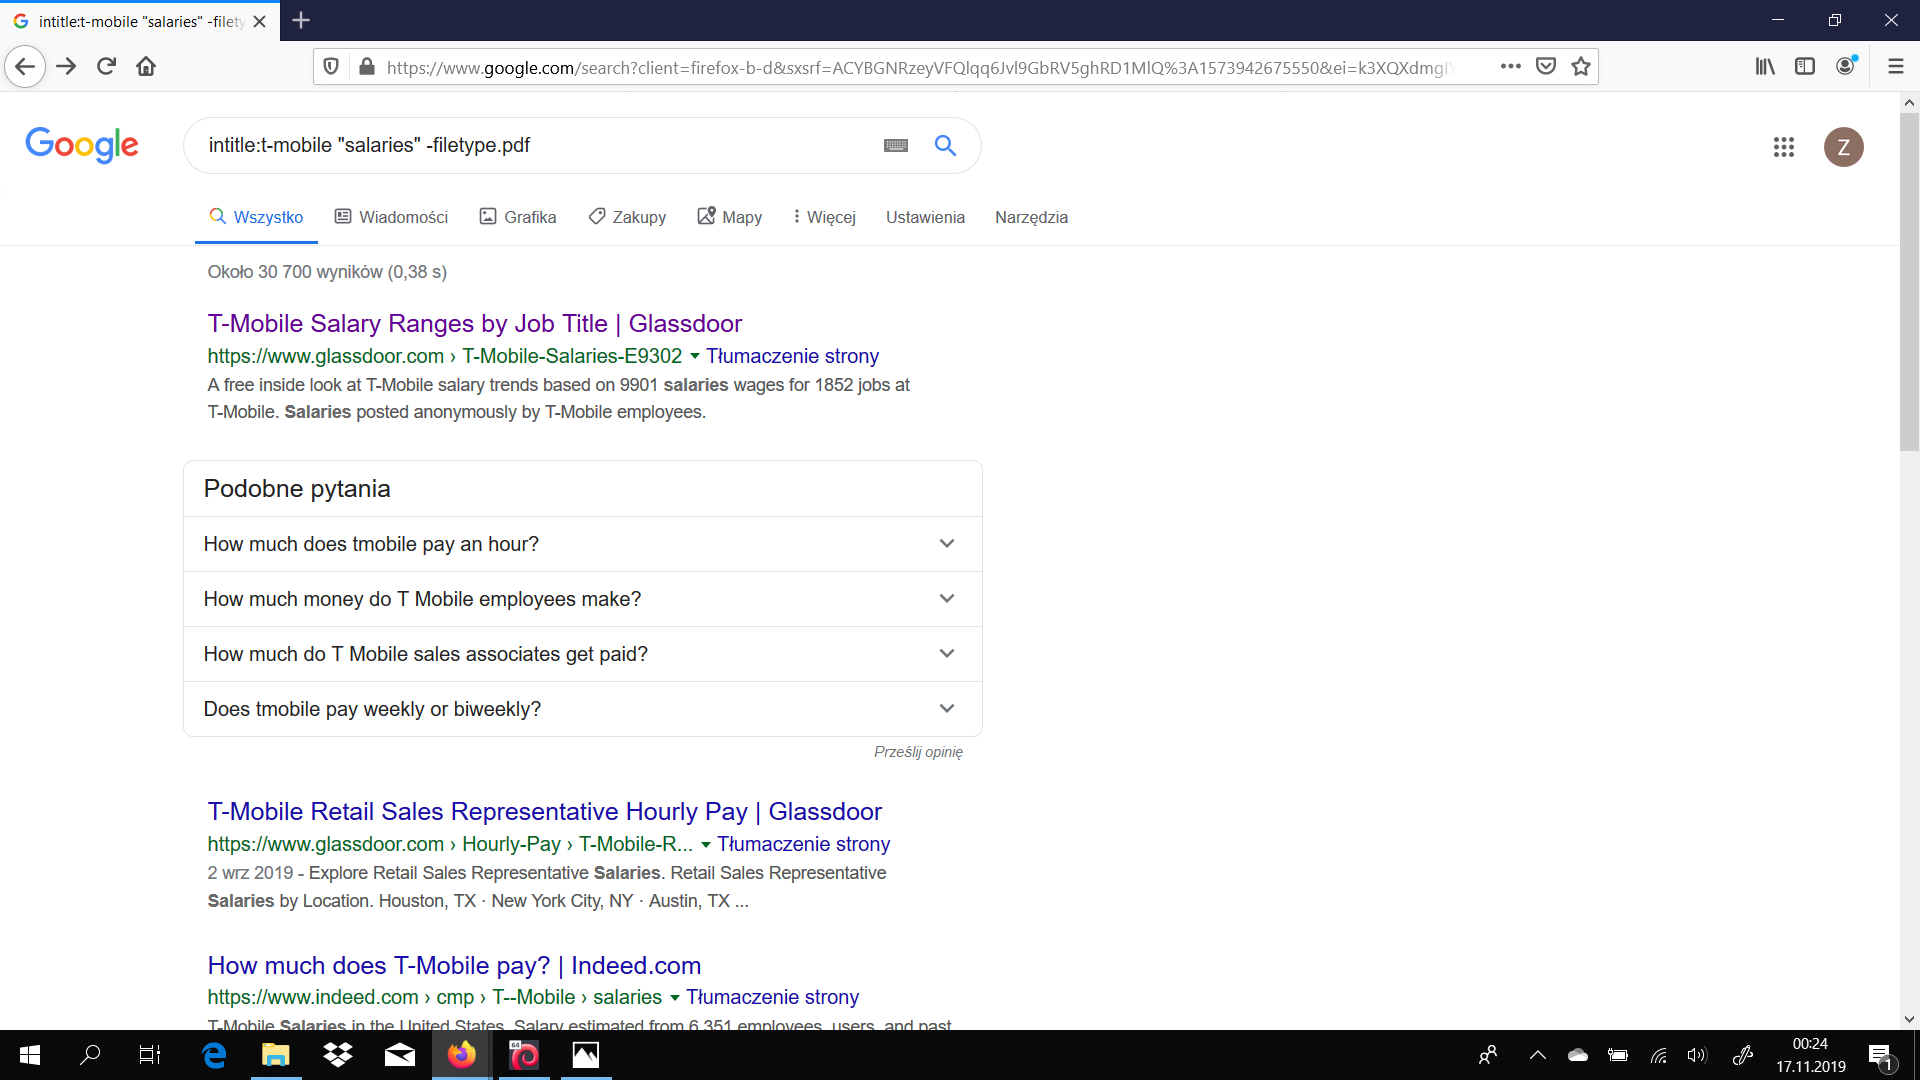 intitle:t-mobile "salaries" -filety
https://www.google.com/search?client=firefox-b-d&sxsrf=ACYBGNRzeyVFQlqq6Jvl9GbRV5ghRD1MlQ%3A1573942675550&ei=k3XQXdmglY
Google
intitle:t-mobile "salaries" -filetype.pdf
Z
Wszystko Wiadomości Grafika Zakupy Mapy Więcej Ustawienia Narzędzia
Około 30 700 wyników (0,38 s)
T-Mobile Salary Ranges by Job Title | Glassdoor
https://www.glassdoor.com › T-Mobile-Salaries-E9302 Tłumaczenie strony
A free inside look at T-Mobile salary trends based on 9901 salaries wages for 1852 jobs at
T-Mobile. Salaries posted anonymously by T-Mobile employees.
Podobne pytania
How much does tmobile pay an hour?
How much money do T Mobile employees make?
How much do T Mobile sales associates get paid?
Does tmobile pay weekly or biweekly?
Prześlij opinię
T-Mobile Retail Sales Representative Hourly Pay | Glassdoor
https://www.glassdoor.com › Hourly-Pay › T-Mobile-R... Tłumaczenie strony
2 wrz 2019 - Explore Retail Sales Representative Salaries. Retail Sales Representative
Salaries by Location. Houston, TX · New York City, NY · Austin, TX ...
How much does T-Mobile pay? | Indeed.com
https://www.indeed.com › cmp › T--Mobile › salaries Tłumaczenie strony
T-Mobile Salaries in the United States. Salary estimated from 6,351 employees, users, and past
64
00:24
17.11.2019
1